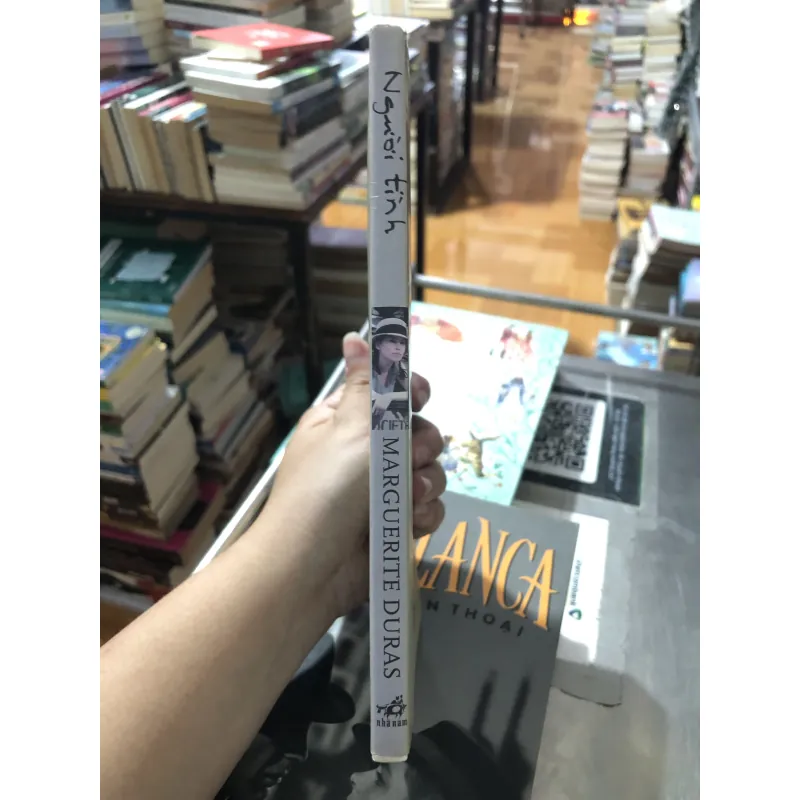 Người tình
MARGUERITE DURAS
nhã nam
LANCA
N THOẠI